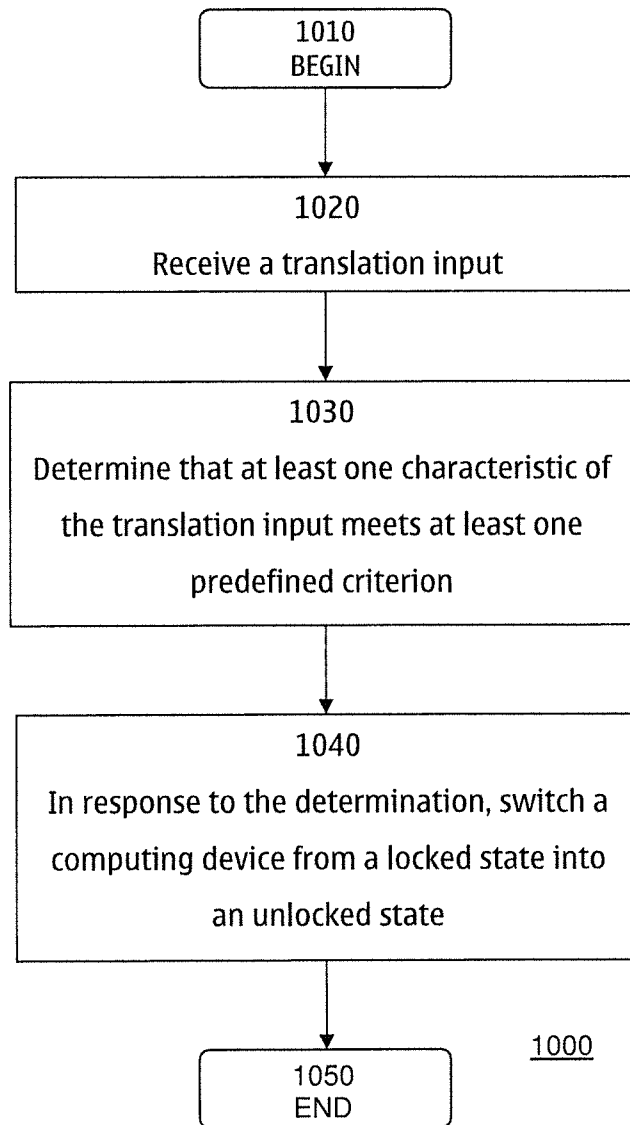 1010
BEGIN
1020
Receive a translation input
1030
Determine that at least one characteristic of
the translation input meets at least one
predefined criterion
1040
In response to the determination, switch a
computing device from a locked state into
an unlocked state
1000
1050
END